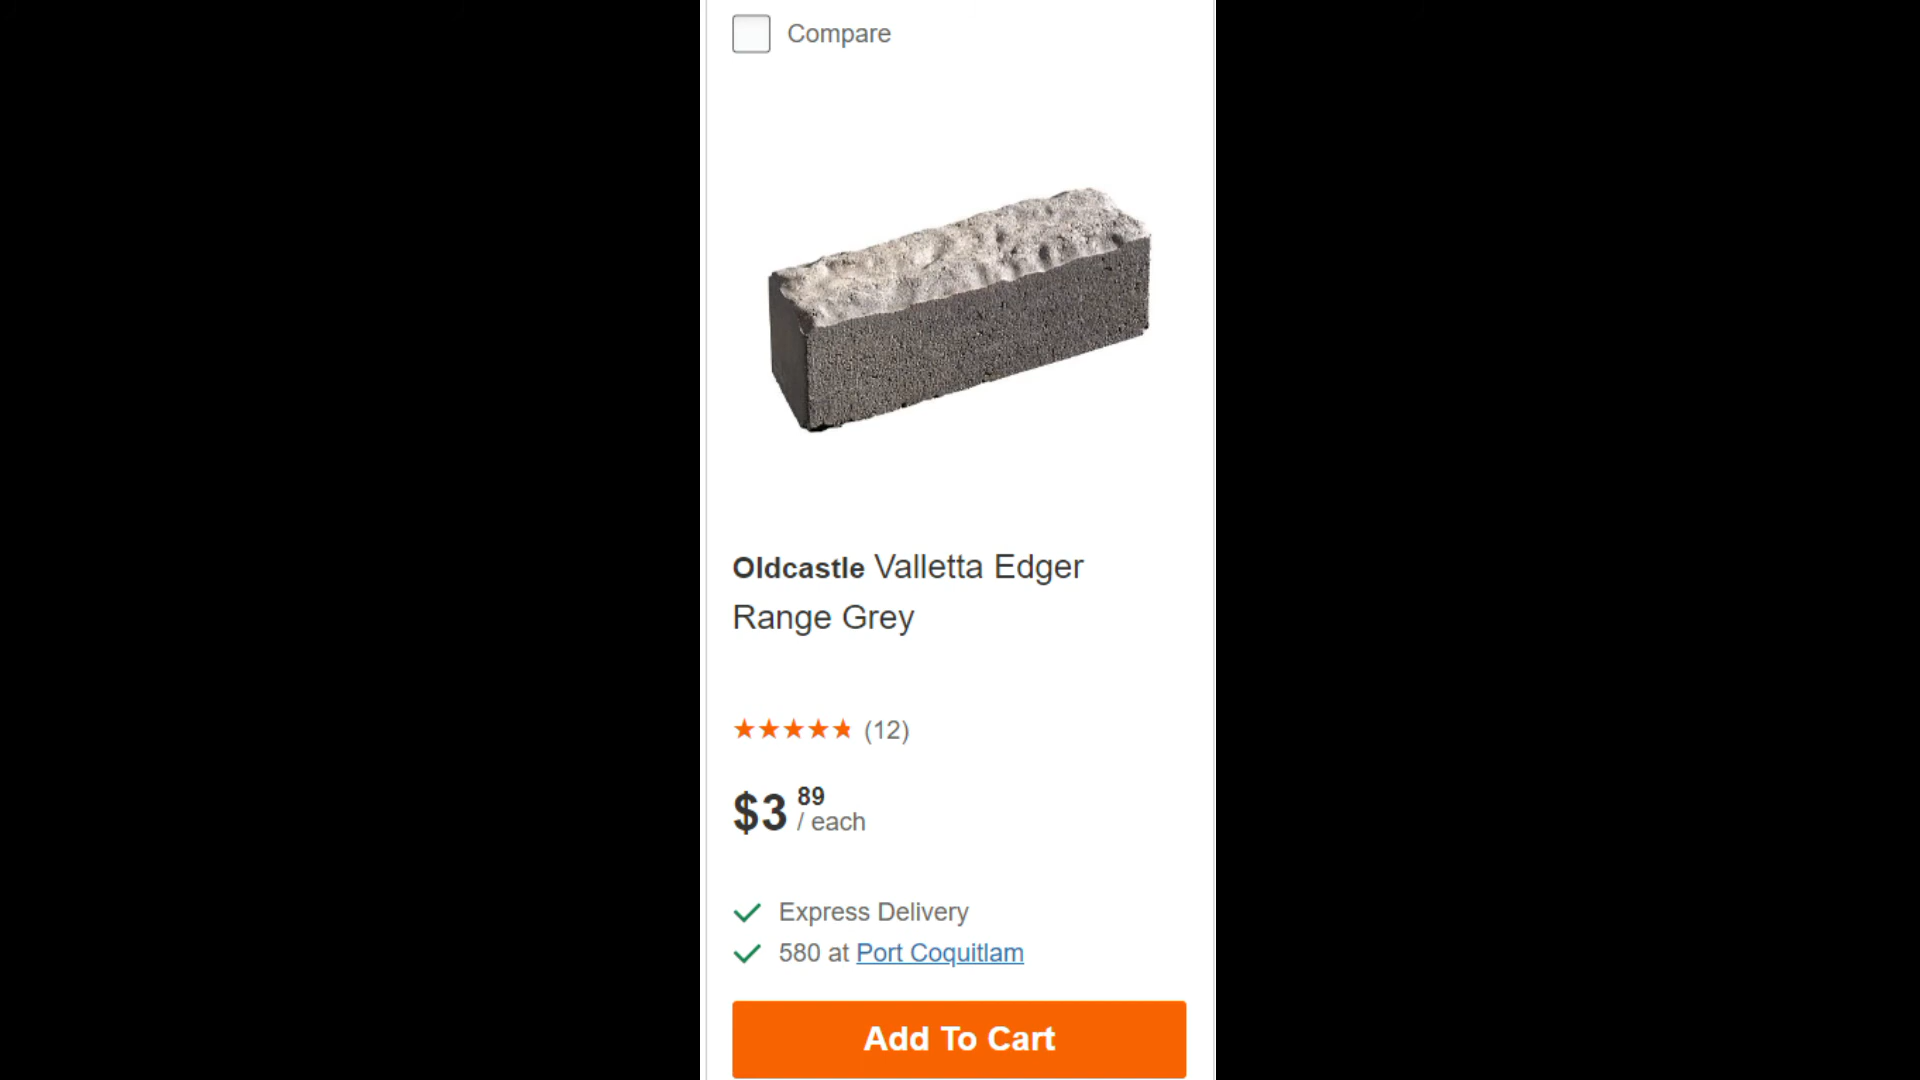 Compare
Oldcastle Valletta Edger
Range Grey
(12)
$3 89
/ each
Express Delivery
580 at Port Coquitlam
Add To Cart